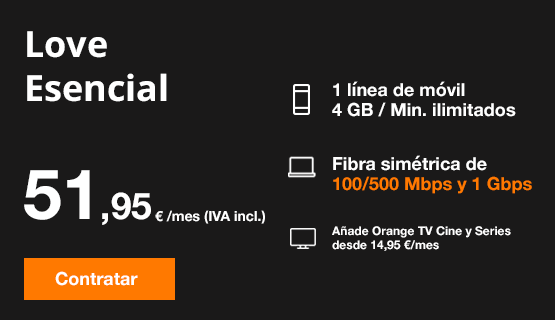 Love
Esencial
51,95 € /mes (IVA incl.)
Contratar
1 línea de móvil
4 GB / Min. ilimitados
Fibra simétrica de
100/500 Mbps y 1 Gbps
Añade Orange TV Cine y Series
desde 14,95 €/mes